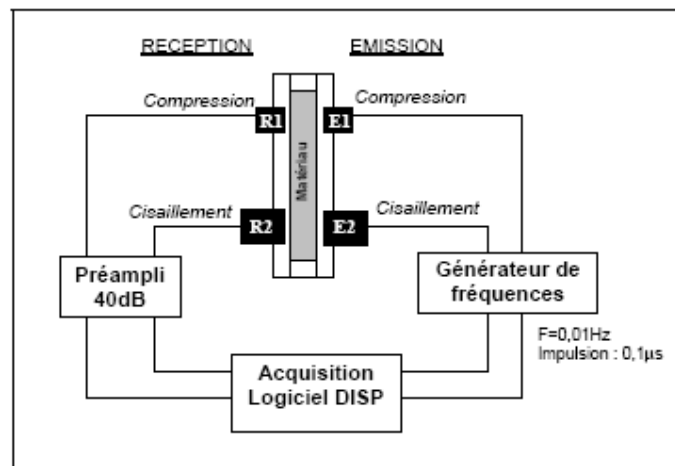 RECEPTION
EMISSION
Compression
Compression
R1
E1
Matériau
Cisaillement
Cisaillement
R2
E2
Préampli
40dB
Générateur de
fréquences
F=0,01Hz
Impulsion : 0,1µs
Acquisition
Logiciel DISP